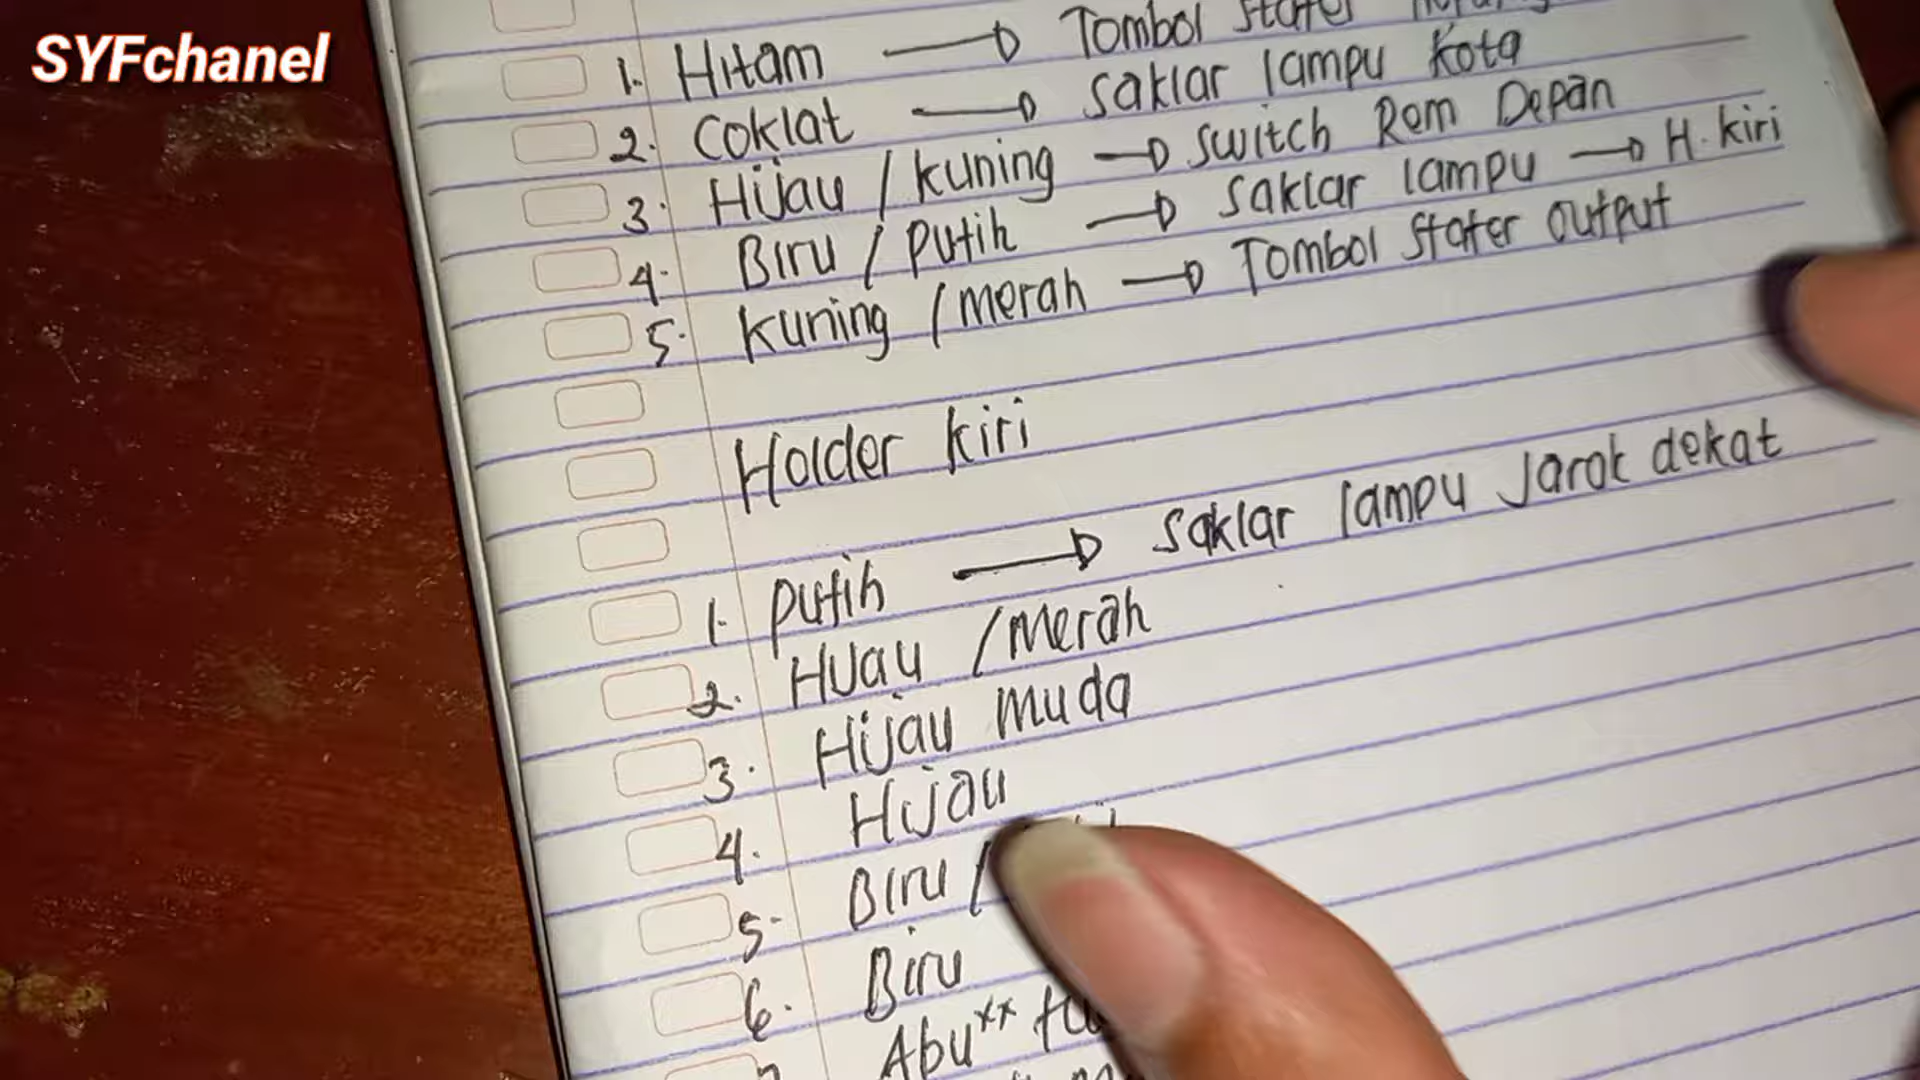 SYFchanel
1. Hitam → Tombol stater
2. Coklat → saklar lampu kota
3. Hijau / kuning → switch Rem Depan
4. Biru / putih → saklar lampu → H. kiri
5. kuning / merah → Tombol stater output
Holder kiri
1. putih → saklar lampu Jarak dekat
2. Hijau / merah
3. Hijau muda
4. Hijau
5. Biru /
6. Biru
Abu**